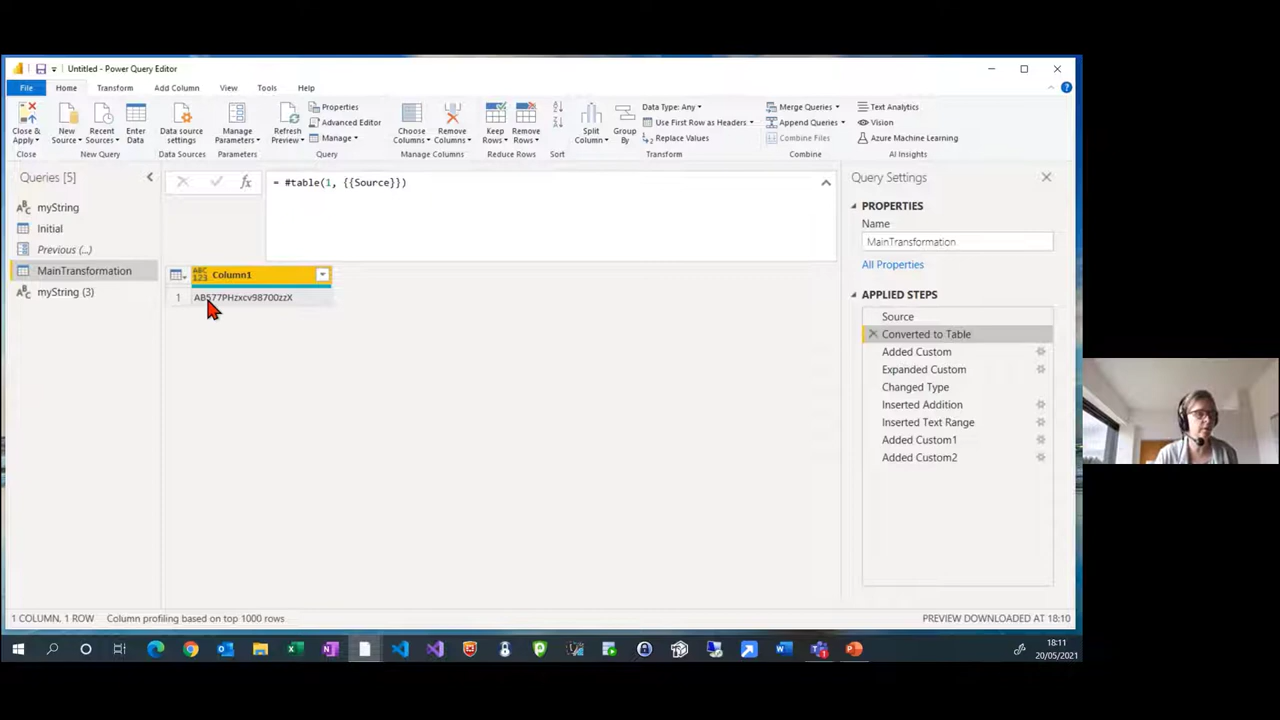 Untitled - Power Query Editor
File Home Transform Add Column View Tools Help
Close & Apply
New Source
Recent Sources
Enter Data
Data source settings
Manage Parameters
Refresh Preview
Properties
Advanced Editor
Manage
Choose Columns
Remove Columns
Keep Rows
Remove Rows
Split Column
Group By
Data Type: Any
Use First Row as Headers
Replace Values
Merge Queries
Append Queries
Combine Files
Text Analytics
Vision
Azure Machine Learning
Close New Query Data Sources Parameters Query Manage Columns Reduce Rows Sort Transform Combine AI Insights
Queries [5]
myString
Initial
Previous (...)
MainTransformation
myString (3)
= #table(1, {{Source}})
ABC 123 Column1
1 AB577PHzxcv98700zzX
Query Settings
PROPERTIES
Name
MainTransformation
All Properties
APPLIED STEPS
Source
Converted to Table
Added Custom
Expanded Custom
Changed Type
Inserted Addition
Inserted Text Range
Added Custom1
Added Custom2
1 COLUMN, 1 ROW Column profiling based on top 1000 rows PREVIEW DOWNLOADED AT 18:10
18:11
20/05/2021